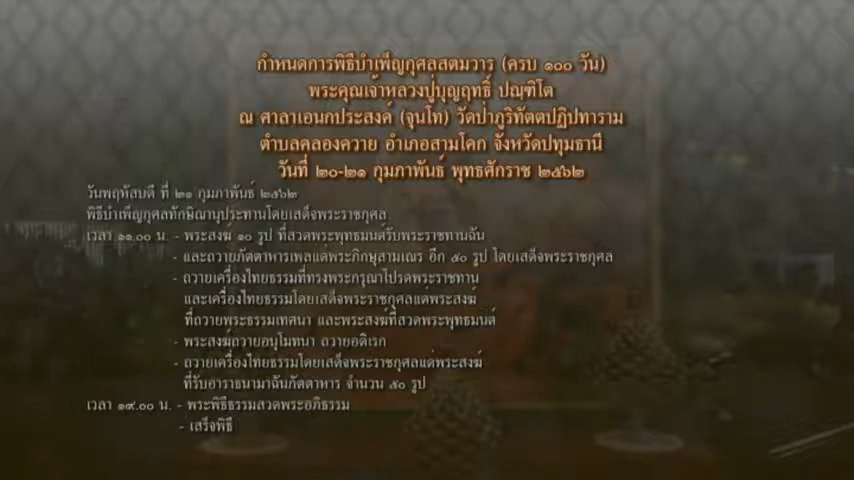 กำหนดการพิธีบำเพ็ญกุศลสตมวาร (ครบ ๑๐๐ วัน)
พระคุณเจ้าหลวงปู่บุญฤทธิ์ ปณฺฑิโต
ณ ศาลาเอนกประสงค์ (จุนโท) วัดป่าภูริทัตตปฏิปทาราม
ตำบลคลองควาย อำเภอสามโคก จังหวัดปทุมธานี
วันที่ ๒๐-๒๑ กุมภาพันธ์ พุทธศักราช ๒๕๖๒
วันพฤหัสบดี ที่ ๒๑ กุมภาพันธ์ ๒๕๖๒
พิธีบำเพ็ญกุศลทักษิณานุประทานโดยเสด็จพระราชกุศล
เวลา ๑๑.๐๐ น. - พระสงฆ์ ๑๐ รูป ที่สวดพระพุทธมนต์รับพระราชทานฉัน
- และถวายภัตตาหารเพลแด่พระภิกษุสามเณร อีก ๕๐ รูป โดยเสด็จพระราชกุศล
- ถวายเครื่องไทยธรรมที่ทรงพระกรุณาโปรดพระราชทาน
และเครื่องไทยธรรมโดยเสด็จพระราชกุศลแด่พระสงฆ์
ที่ถวายพระธรรมเทศนา และพระสงฆ์ที่สวดพระพุทธมนต์
- พระสงฆ์ถวายอนุโมทนา ถวายอดิเรก
- ถวายเครื่องไทยธรรมโดยเสด็จพระราชกุศลแด่พระสงฆ์
ที่รับอาราธนามาฉันภัตตาหาร จำนวน ๕๐ รูป
เวลา ๑๙.๐๐ น. - พระพิธีธรรมสวดพระอภิธรรม
- เสร็จพิธี